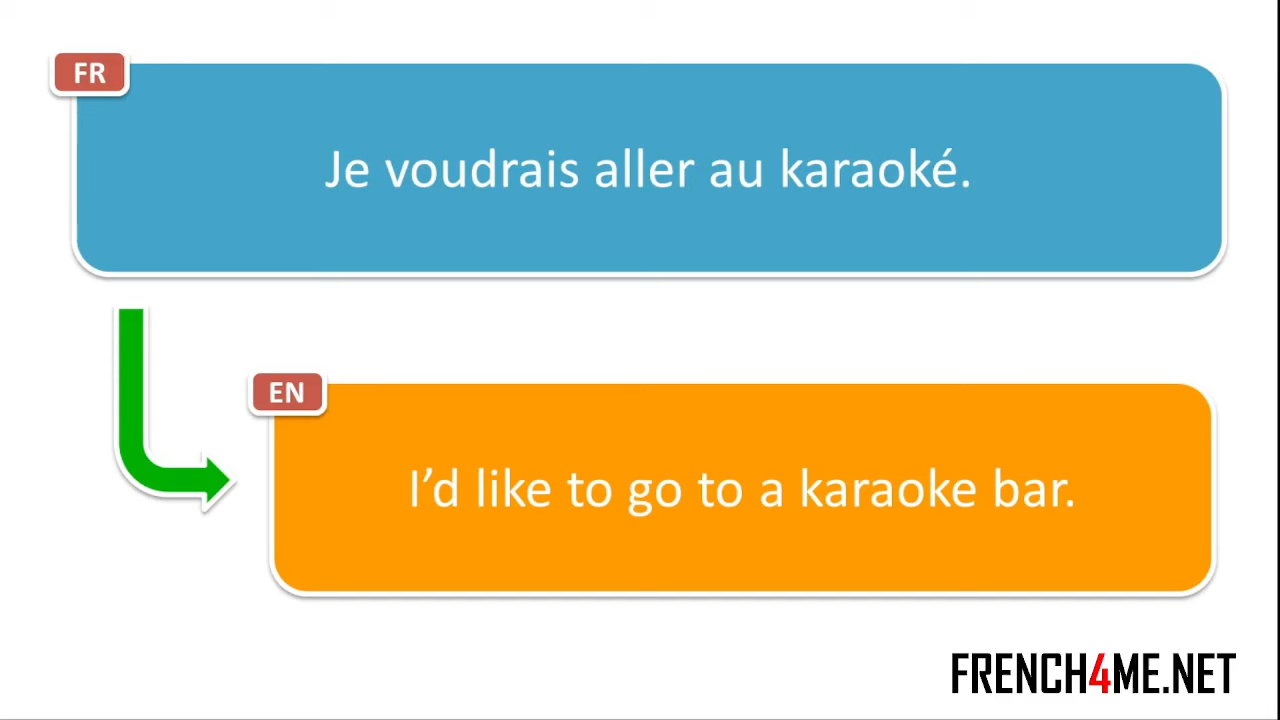 FR
Je voudrais aller au karaoké.
EN
I’d like to go to a karaoke bar.
FRENCH4ME.NET